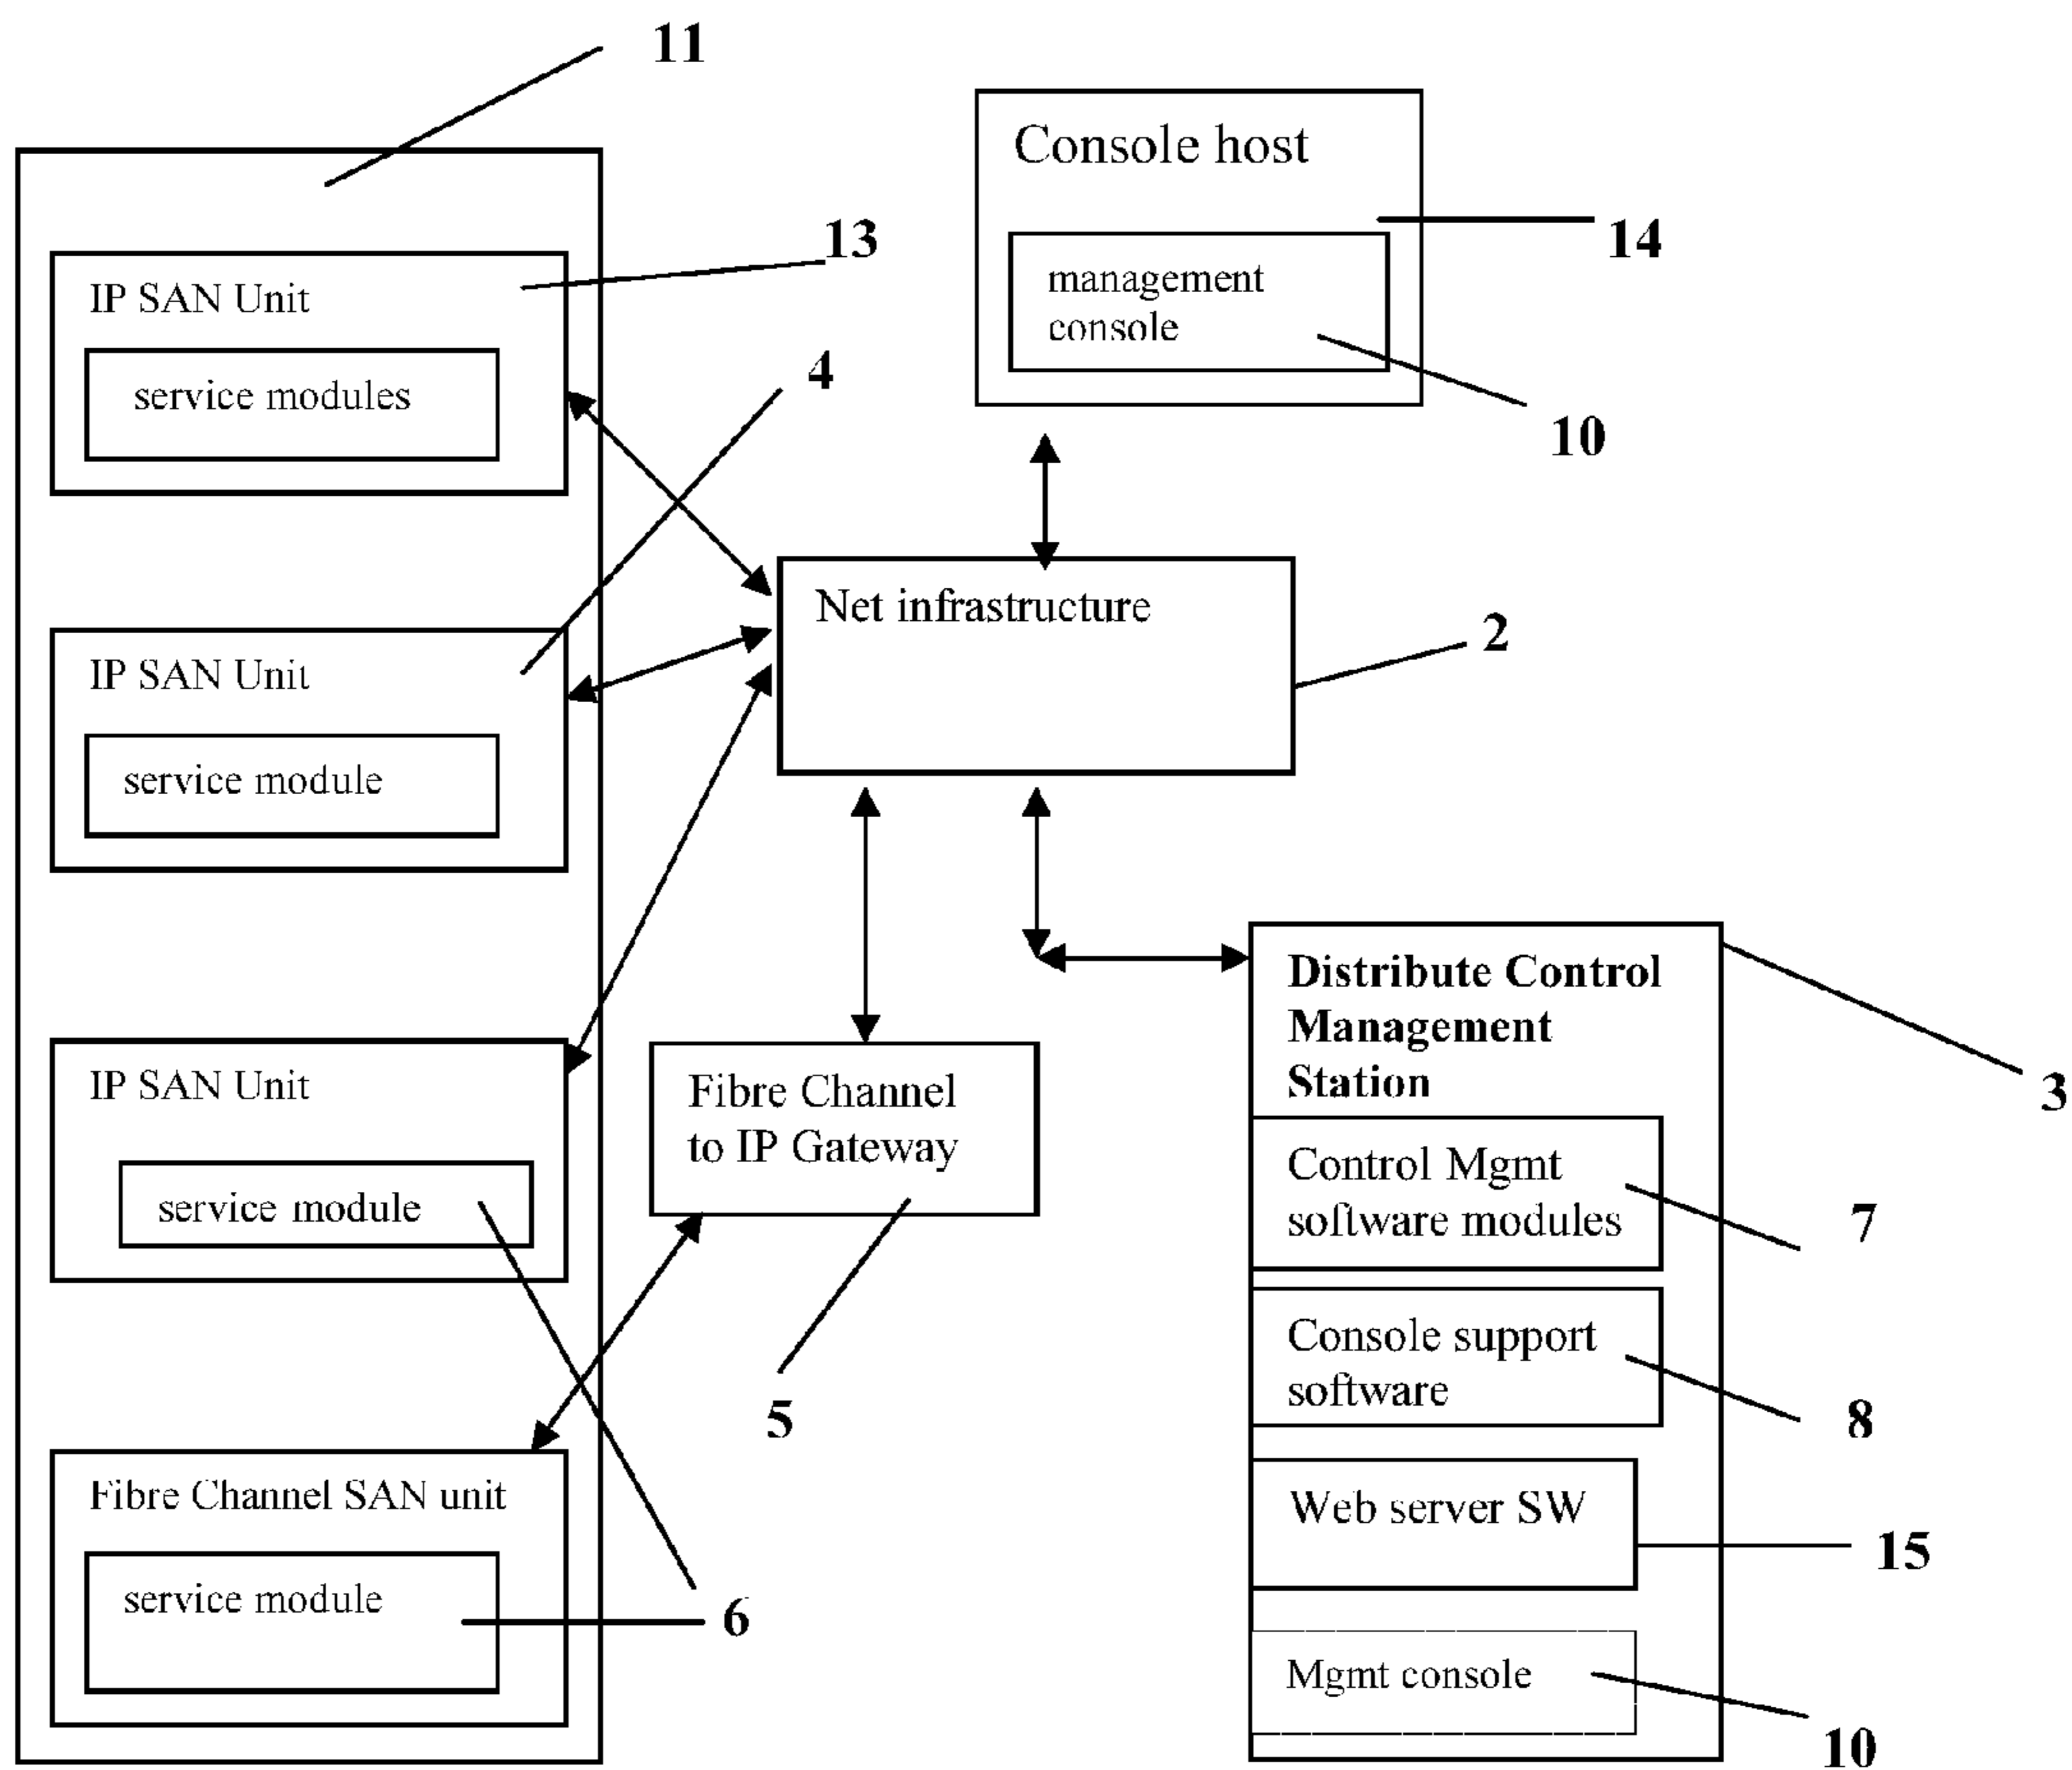 11
Console host
14
management
console
10
13
IP SAN Unit
service modules
4
IP SAN Unit
service module
Net infrastructure
2
IP SAN Unit
service module
Fibre Channel
to IP Gateway
5
Fibre Channel SAN unit
service module
6
Distribute Control
Management
Station
3
Control Mgmt
software modules
7
Console support
software
8
Web server SW
15
Mgmt console
10